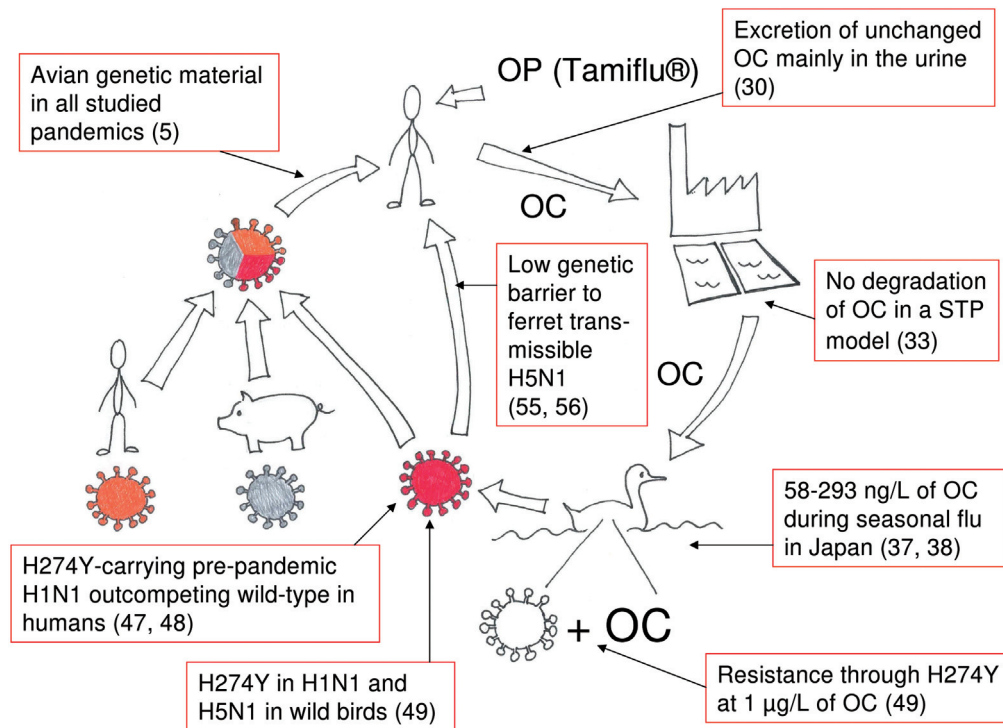 Avian genetic material
in all studied
pandemics (5)
OP (Tamiflu®)
Excretion of unchanged
OC mainly in the urine
(30)
OC
Low genetic
barrier to
ferret trans-
missible
H5N1
(55, 56)
No degradation
of OC in a STP
model (33)
OC
58-293 ng/L of OC
during seasonal flu
in Japan (37, 38)
H274Y-carrying pre-pandemic
H1N1 outcompeting wild-type in
humans (47, 48)
+ OC
H274Y in H1N1 and
H5N1 in wild birds (49)
Resistance through H274Y
at 1 µg/L of OC (49)